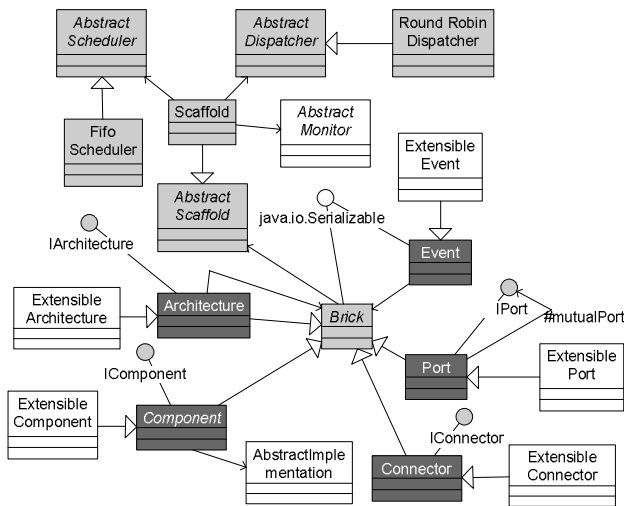 Abstract
Scheduler
Abstract
Dispatcher
Round Robin
Dispatcher
Scaffold
Abstract
Monitor
Fifo
Scheduler
Extensible
Event
Abstract
Scaffold
java.io.Serializable
IArchitecture
Event
Extensible
Architecture
Architecture
Brick
IPort
#mutualPort
IComponent
Port
Extensible
Port
Extensible
Component
Component
IConnector
AbstractImple
mentation
Connector
Extensible
Connector